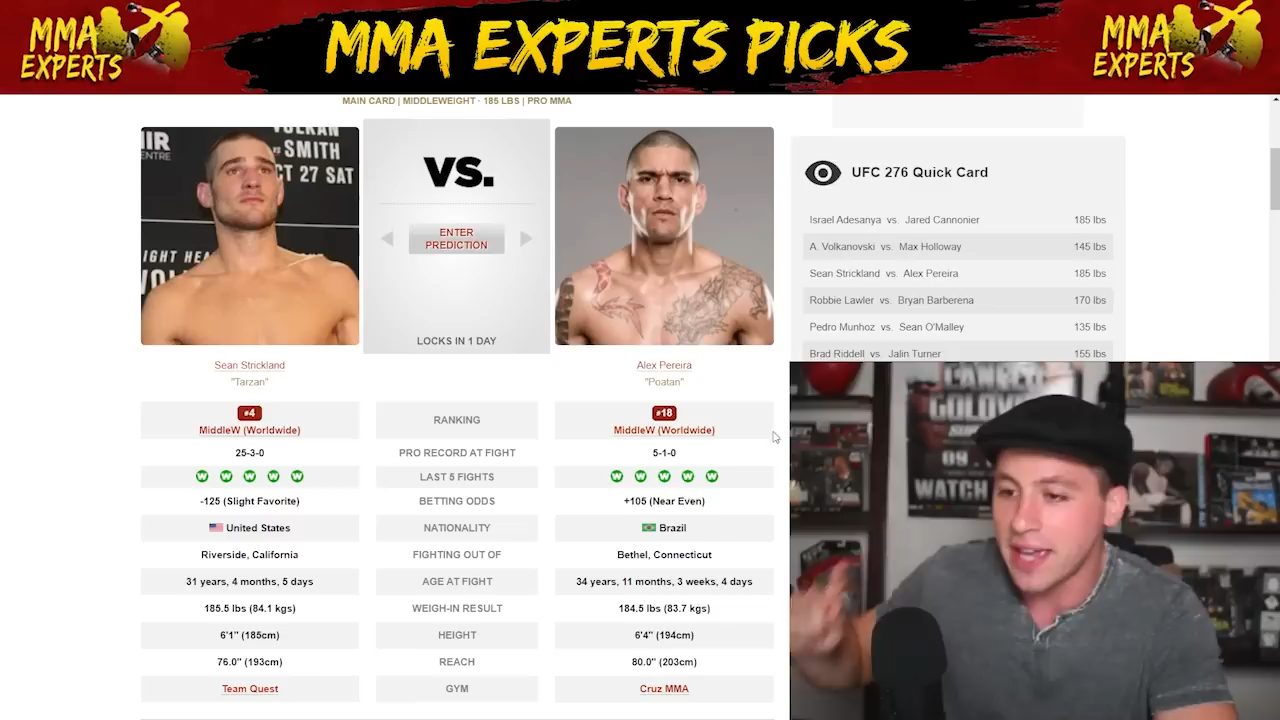 MMA EXPERTS
MMA EXPERTS PICKS
MMA EXPERTS
MAIN CARD | MIDDLEWEIGHT · 185 LBS | PRO MMA
VOLKAN
SMITH
CT 27 SAT
VS.
ENTER
PREDICTION
LOCKS IN 1 DAY
UFC 276 Quick Card
Israel Adesanya vs. Jared Cannonier 185 lbs
A. Volkanovski vs. Max Holloway 145 lbs
Sean Strickland vs. Alex Pereira 185 lbs
Robbie Lawler vs. Bryan Barberena 170 lbs
Pedro Munhoz vs. Sean O'Malley 135 lbs
Brad Riddell vs. Jalin Turner 155 lbs
Sean Strickland Alex Pereira
"Tarzan" "Poatan"
#4 RANKING #18
MiddleW (Worldwide) MiddleW (Worldwide)
25-3-0 PRO RECORD AT FIGHT 5-1-0
W W W W W LAST 5 FIGHTS W W W W W
-125 (Slight Favorite) BETTING ODDS +105 (Near Even)
United States NATIONALITY Brazil
Riverside, California FIGHTING OUT OF Bethel, Connecticut
31 years, 4 months, 5 days AGE AT FIGHT 34 years, 11 months, 3 weeks, 4 days
185.5 lbs (84.1 kgs) WEIGH-IN RESULT 184.5 lbs (83.7 kgs)
6'1" (185cm) HEIGHT 6'4" (194cm)
76.0" (193cm) REACH 80.0" (203cm)
Team Quest GYM Cruz MMA
WATCH